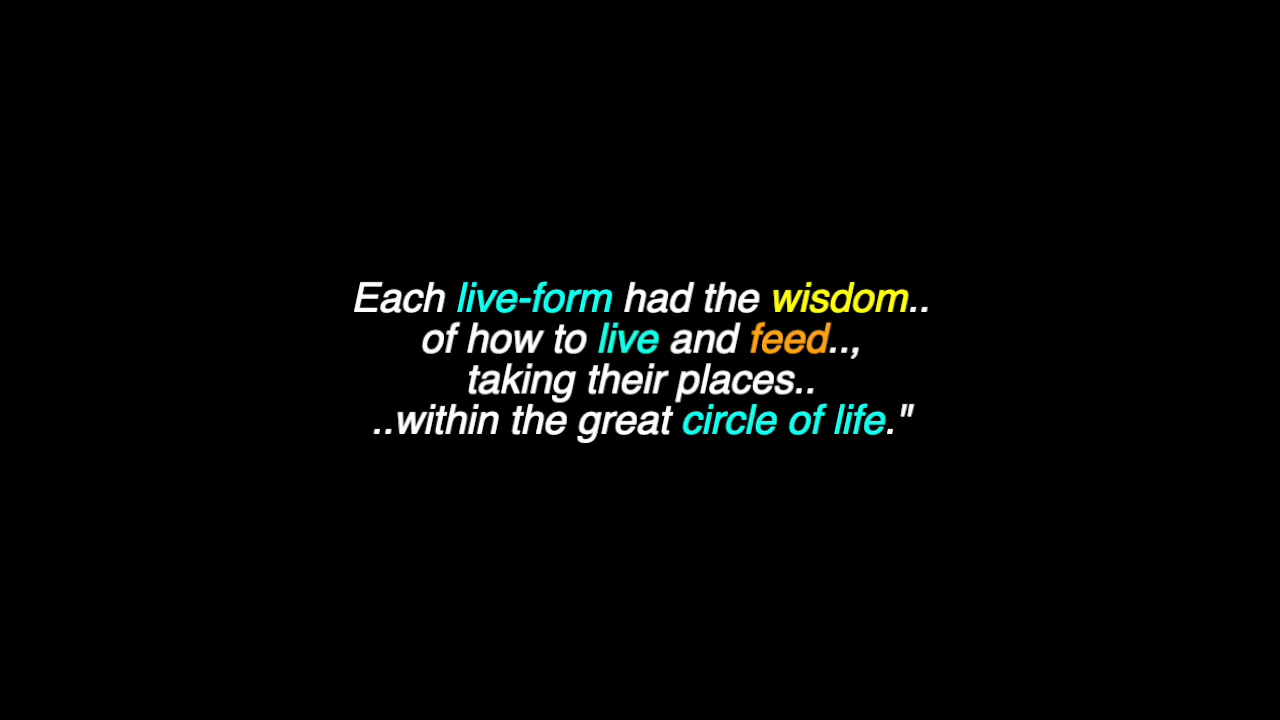 Each live-form had the wisdom..
of how to live and feed..,
taking their places..
..within the great circle of life."